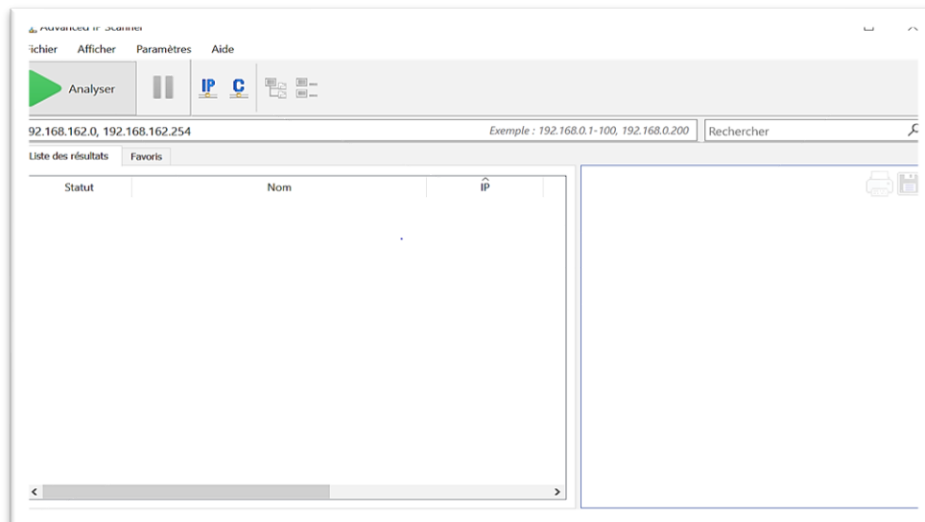 Advanced IP Scanner
ichier Afficher Paramètres Aide
Analyser IP C
92.168.162.0, 192.168.162.254 Exemple : 192.168.0.1-100, 192.168.0.200 Rechercher
Liste des résultats Favoris
Statut Nom IP